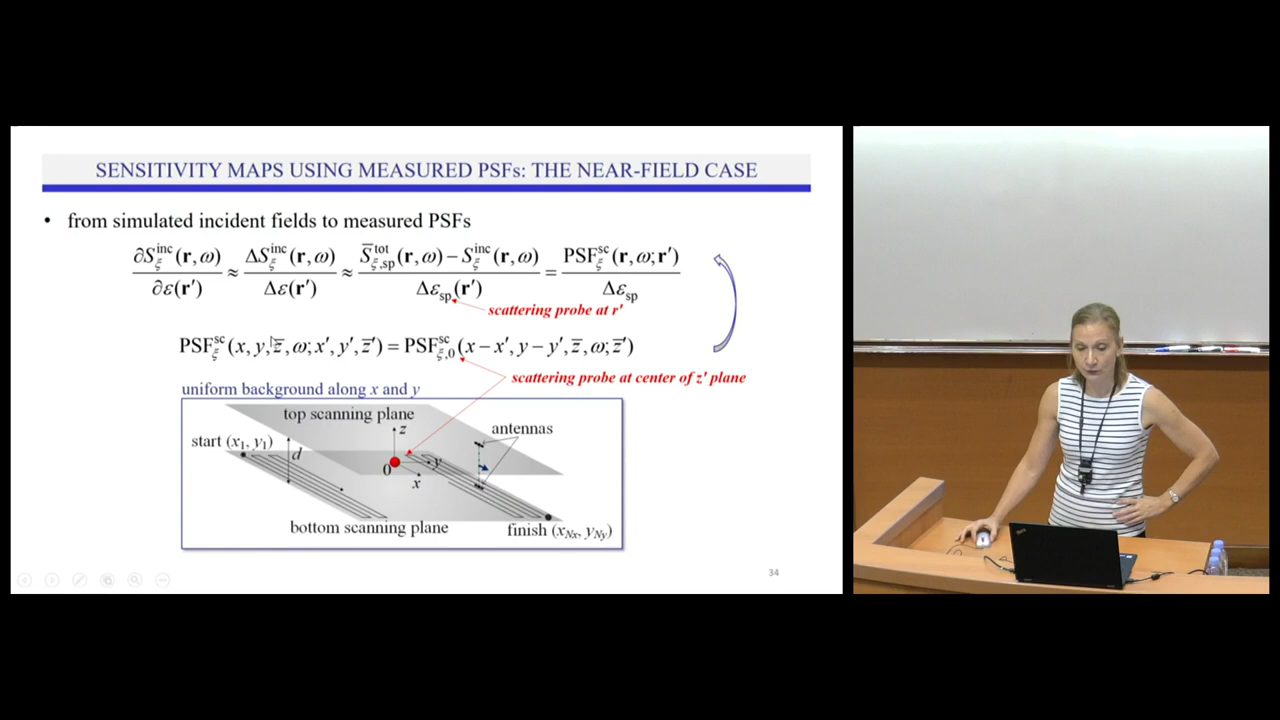 SENSITIVITY MAPS USING MEASURED PSFs: THE NEAR-FIELD CASE
• from simulated incident fields to measured PSFs
∂S_ξ^inc(r, ω) / ∂ε(r′) ≈ ΔS_ξ^inc(r, ω) / Δε(r′) ≈ (S̅_ξ,sp^tot(r, ω) − S_ξ^inc(r, ω)) / Δε_sp(r′) = PSF_ξ^sc(r, ω; r′) / Δε_sp
scattering probe at r′
PSF_ξ^sc(x, y, z̅, ω; x′, y′, z̅′) = PSF_ξ,0^sc(x − x′, y − y′, z̅, ω; z̅′)
scattering probe at center of z′ plane
uniform background along x and y
top scanning plane
z
antennas
start (x₁, y₁)
d
0
y
x
bottom scanning plane
finish (x_Nx, y_Ny)
34